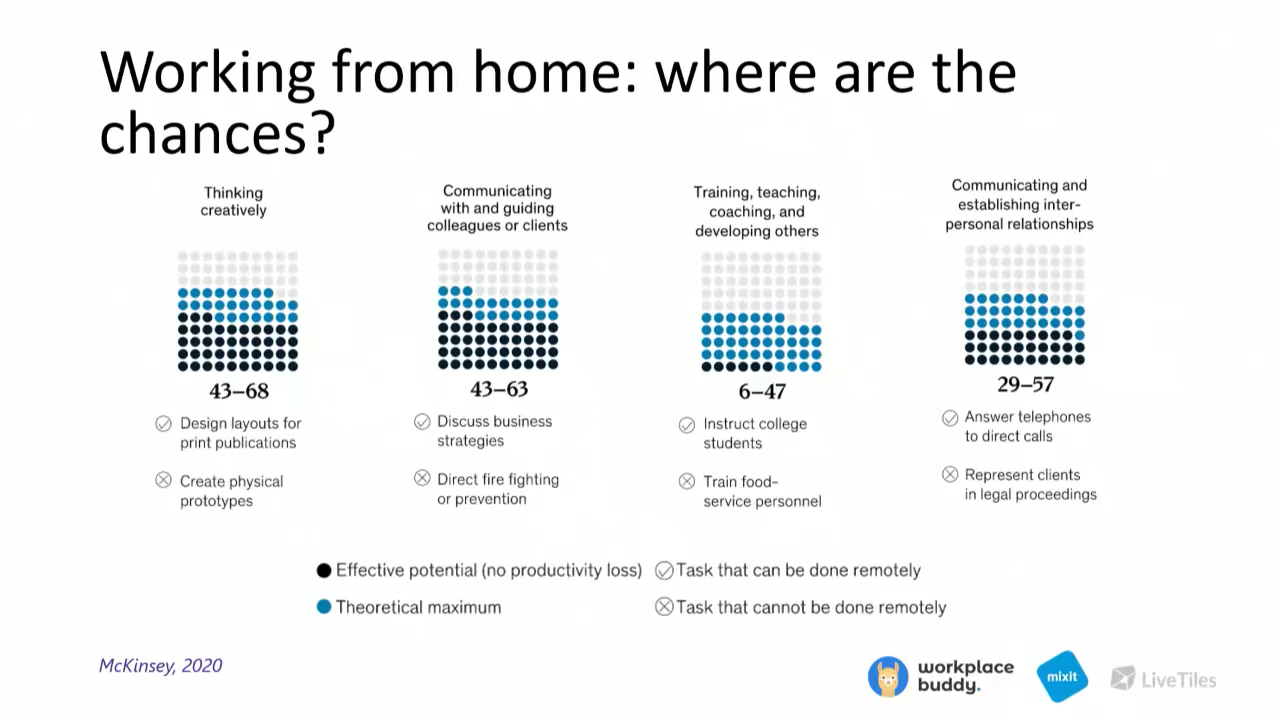 Working from home: where are the
chances?
Thinking
creatively
43–68
Design layouts for
print publications
Create physical
prototypes
Communicating
with and guiding
colleagues or clients
43–63
Discuss business
strategies
Direct fire fighting
or prevention
Training, teaching,
coaching, and
developing others
6–47
Instruct college
students
Train food-
service personnel
Communicating and
establishing inter-
personal relationships
29–57
Answer telephones
to direct calls
Represent clients
in legal proceedings
Effective potential (no productivity loss)
Task that can be done remotely
Theoretical maximum
Task that cannot be done remotely
McKinsey, 2020
workplace
buddy.
mixit
LiveTiles